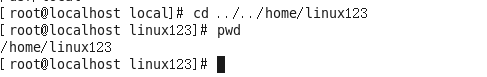 [ root@localhost local]# cd ../../home/linux123
[ root@localhost linux123]# pwd
/home/linux123
[ root@localhost linux123]#